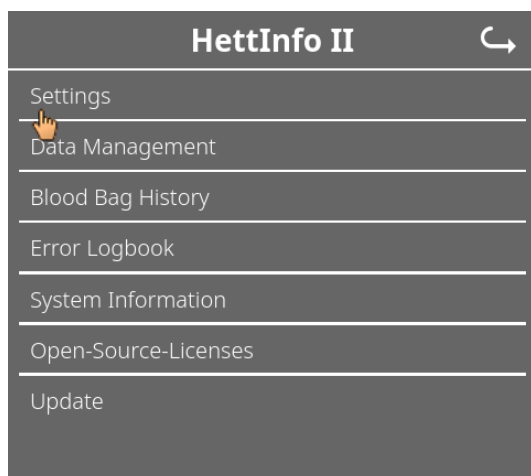 HettInfo II
Settings
Data Management
Blood Bag History
Error Logbook
System Information
Open-Source-Licenses
Update